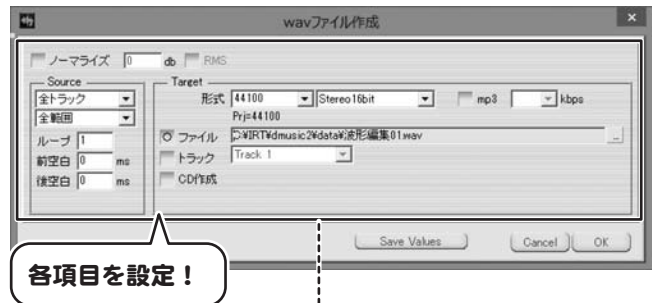 wavファイル作成
ノーマライズ 0 db RMS
Source
全トラック
全範囲
ループ 1
前空白 0 ms
後空白 0 ms
Target
形式 44100 Stereo16bit mp3 kbps
Prj=44100
ファイル C:¥IRT¥dmusic2¥data¥波形編集01.wav
トラック Track 1
CD作成
Save Values Cancel OK
各項目を設定！